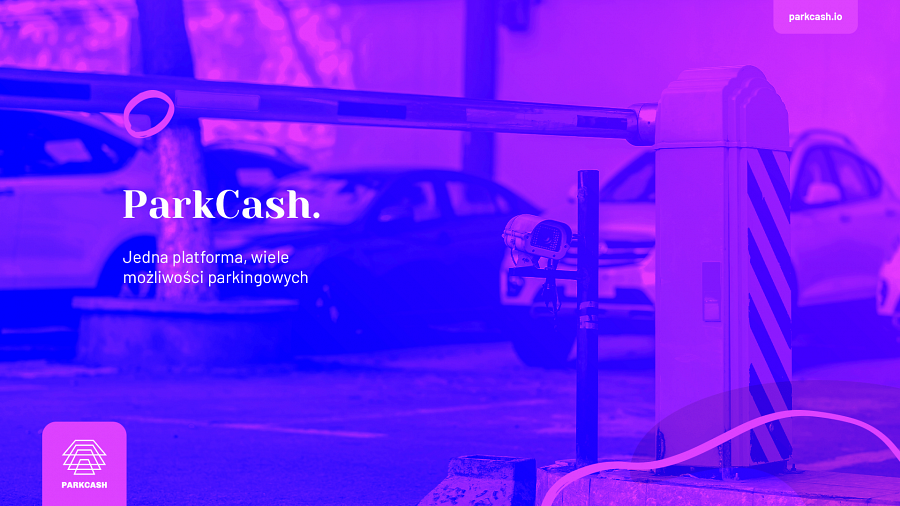 parkcash.io
ParkCash.
Jedna platforma, wiele
możliwości parkingowych
PARKCASH